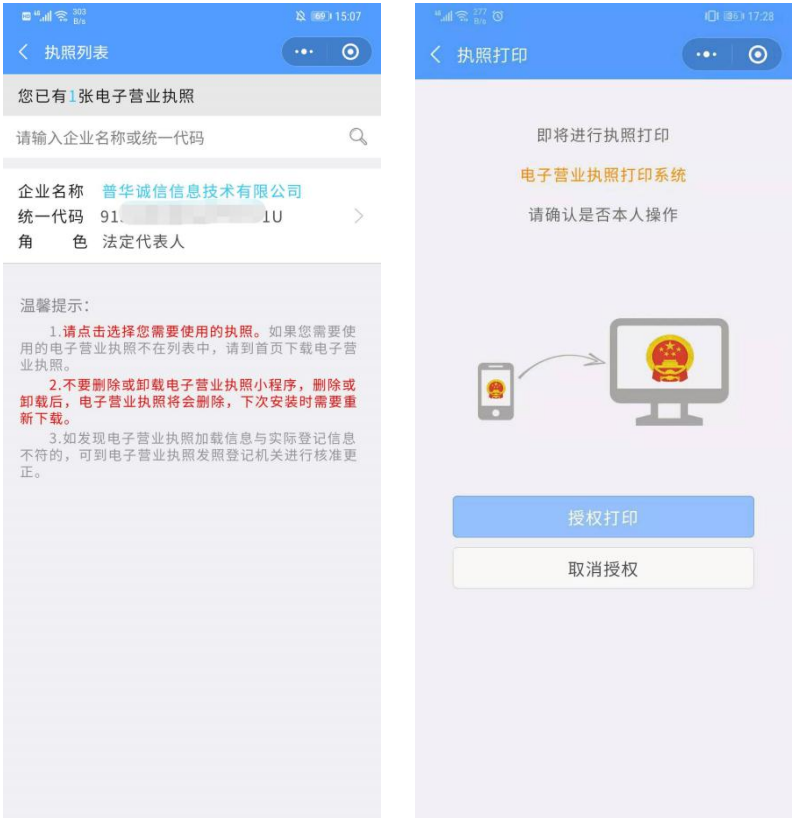 303
B/s
69
15:07
执照列表
您已有1张电子营业执照
请输入企业名称或统一代码
企业名称 普华诚信信息技术有限公司
统一代码 91 1U
角 色 法定代表人
温馨提示：
1.请点击选择您需要使用的执照。如果您需要使
用的电子营业执照不在列表中，请到首页下载电子营
业执照。
2.不要删除或卸载电子营业执照小程序，删除或
卸载后，电子营业执照将会删除，下次安装时需要重
新下载。
3.如发现电子营业执照加载信息与实际登记信息
不符的，可到电子营业执照发照登记机关进行核准更
正。
277
B/s
17:28
执照打印
即将进行执照打印
电子营业执照打印系统
请确认是否本人操作
授权打印
取消授权